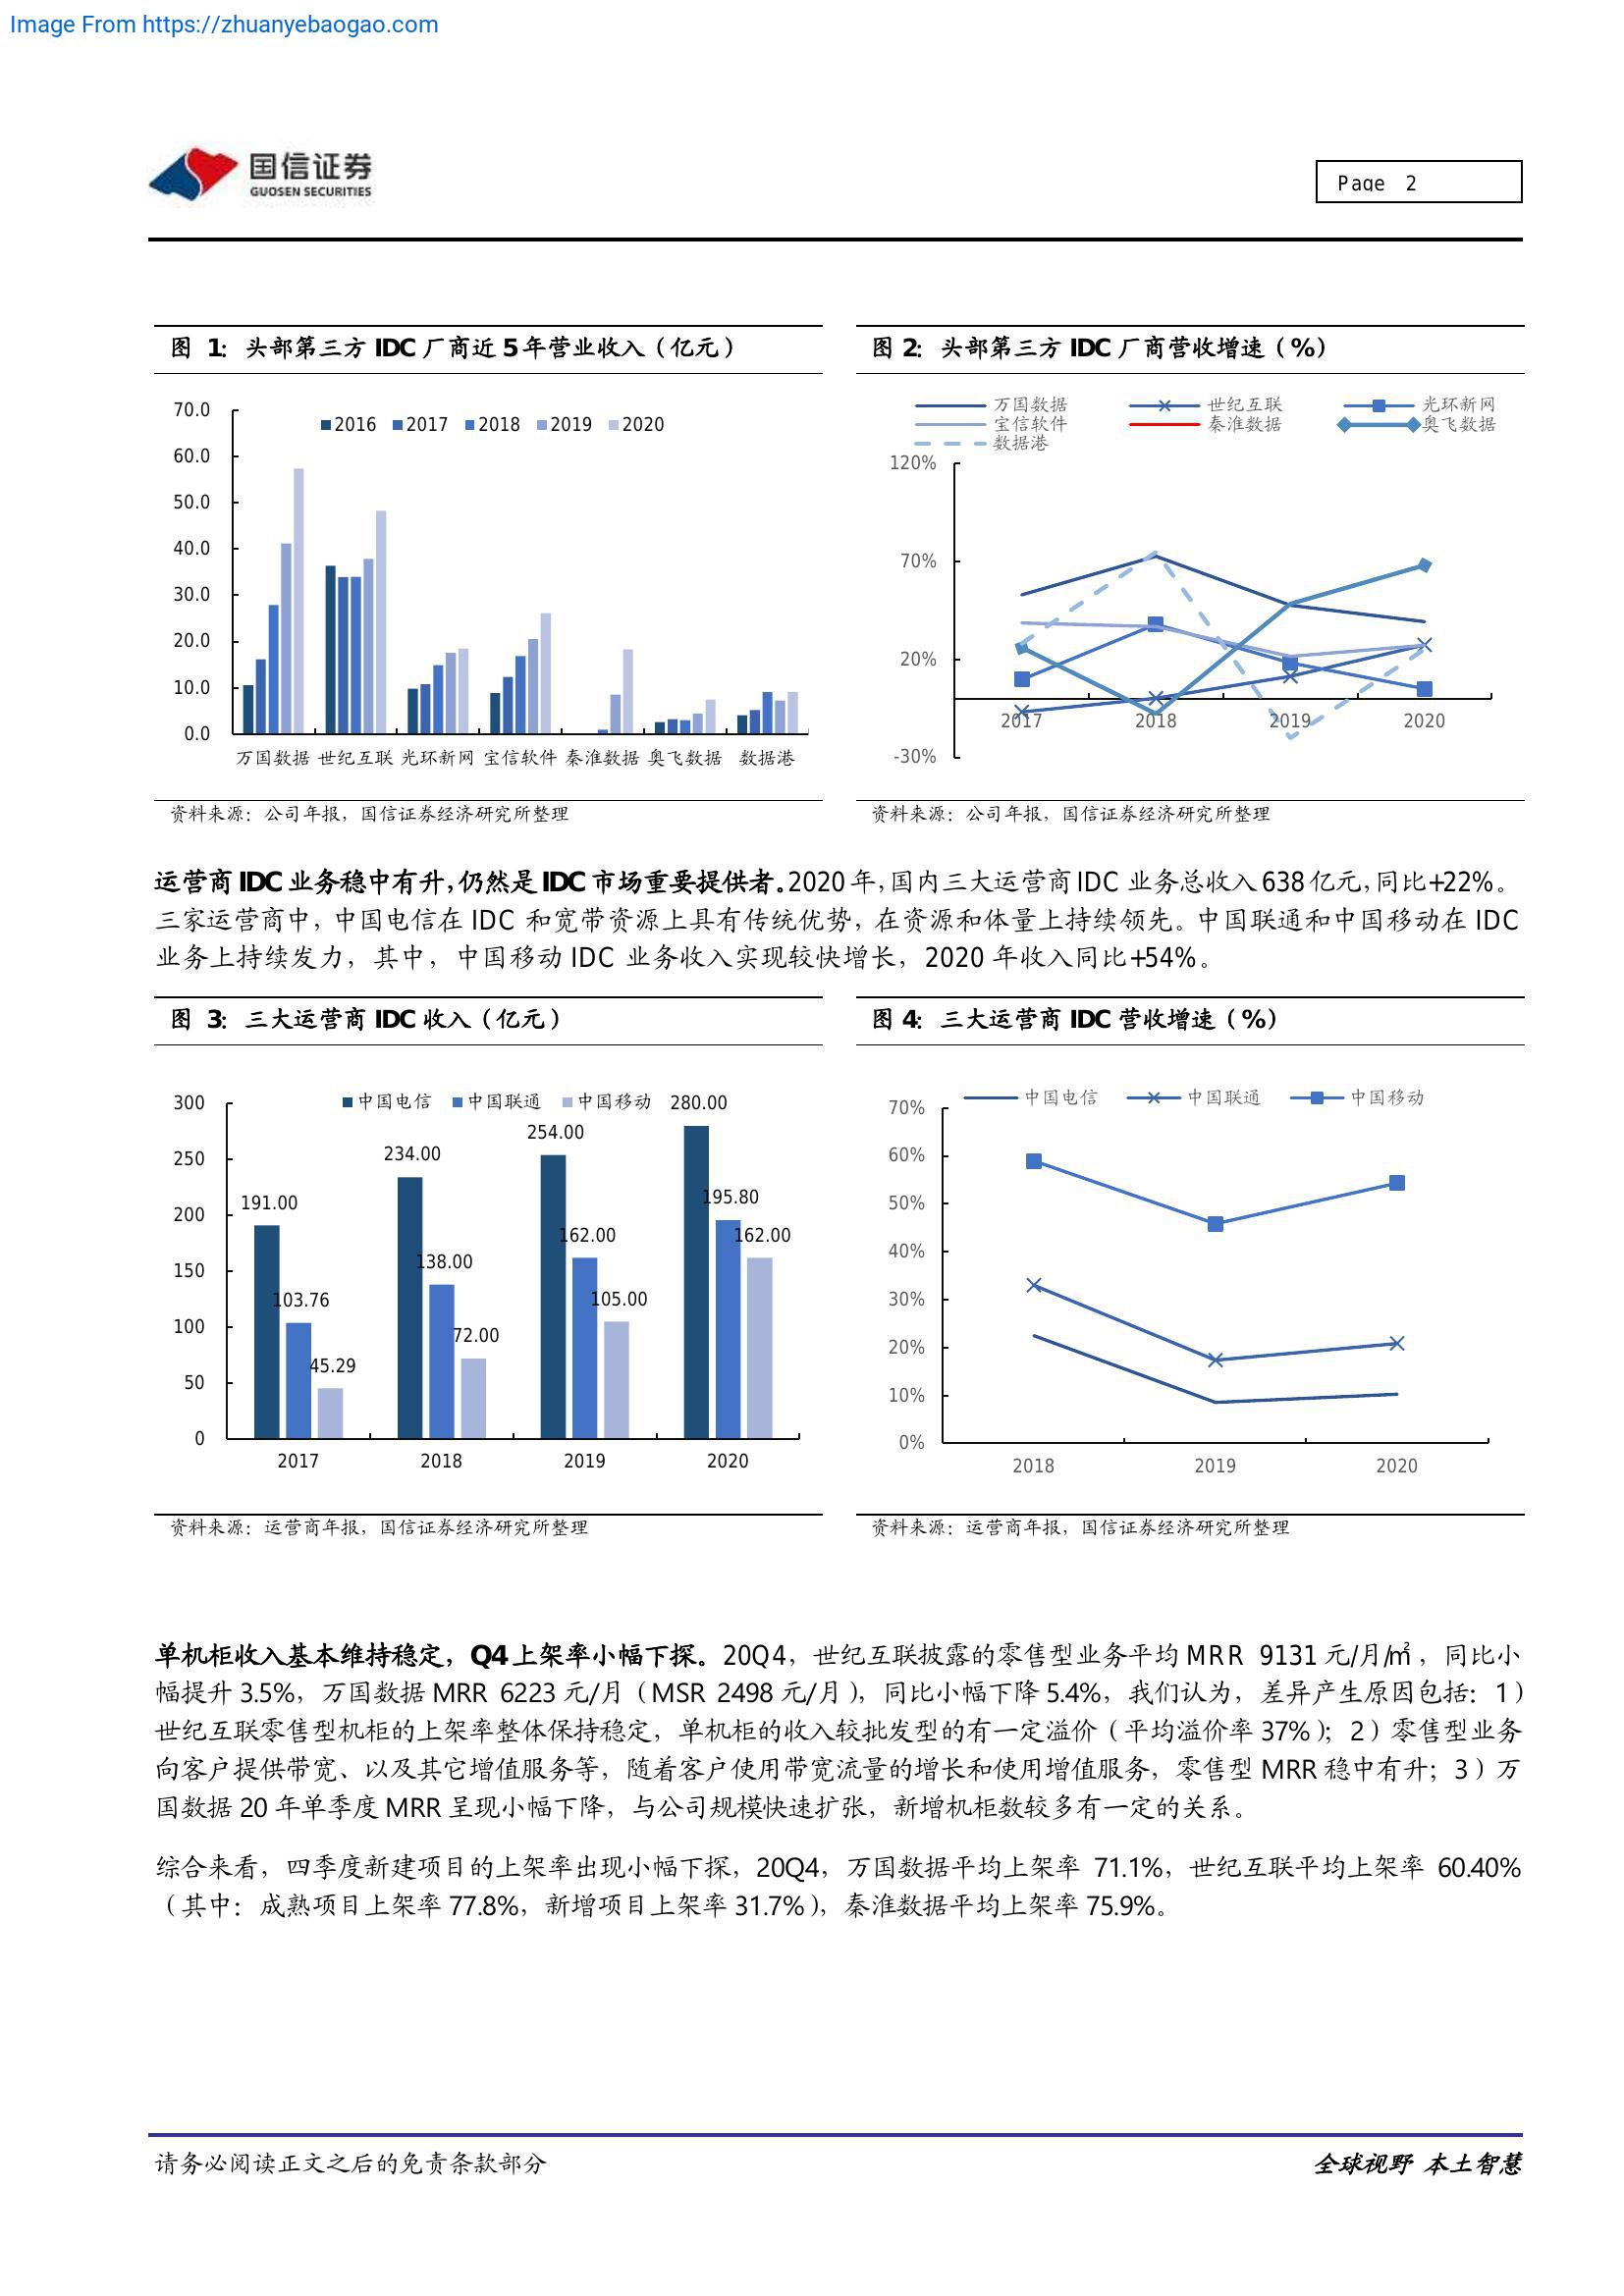 Image From https://zhuanyebaogao.com
国信证券
GUOSEN SECURITIES
Page 2
图 1: 头部第三方 IDC 厂商近 5 年营业收入（亿元）
70.0
60.0
50.0
40.0
30.0
20.0
10.0
0.0
2016 2017 2018 2019 2020
万国数据 世纪互联 光环新网 宝信软件 秦淮数据 奥飞数据 数据港
资料来源：公司年报，国信证券经济研究所整理
图 2: 头部第三方 IDC 厂商营收增速（%）
万国数据 世纪互联 光环新网
宝信软件 秦淮数据 奥飞数据
数据港
120%
70%
20%
-30%
2017 2018 2019 2020
资料来源：公司年报，国信证券经济研究所整理
运营商 IDC 业务稳中有升，仍然是 IDC 市场重要提供者。2020 年，国内三大运营商 IDC 业务总收入 638 亿元，同比+22%。
三家运营商中，中国电信在 IDC 和宽带资源上具有传统优势，在资源和体量上持续领先。中国联通和中国移动在 IDC
业务上持续发力，其中，中国移动 IDC 业务收入实现较快增长，2020 年收入同比+54%。
图 3: 三大运营商 IDC 收入（亿元）
300
250
200
150
100
50
0
中国电信 中国联通 中国移动
191.00
103.76
45.29
234.00
138.00
72.00
254.00
162.00
105.00
280.00
195.80
162.00
2017 2018 2019 2020
资料来源：运营商年报，国信证券经济研究所整理
图 4: 三大运营商 IDC 营收增速（%）
中国电信 中国联通 中国移动
70%
60%
50%
40%
30%
20%
10%
0%
2018 2019 2020
资料来源：运营商年报，国信证券经济研究所整理
单机柜收入基本维持稳定，Q4 上架率小幅下探。20Q4，世纪互联披露的零售型业务平均 MRR 9131 元/月/㎡，同比小
幅提升 3.5%，万国数据 MRR 6223 元/月（MSR 2498 元/月），同比小幅下降 5.4%，我们认为，差异产生原因包括：1）
世纪互联零售型机柜的上架率整体保持稳定，单机柜的收入较批发型的有一定溢价（平均溢价率 37%）；2）零售型业务
向客户提供带宽、以及其它增值服务等，随着客户使用带宽流量的增长和使用增值服务，零售型 MRR 稳中有升；3）万
国数据 20 年单季度 MRR 呈现小幅下降，与公司规模快速扩张，新增机柜数较多有一定的关系。
综合来看，四季度新建项目的上架率出现小幅下探，20Q4，万国数据平均上架率 71.1%，世纪互联平均上架率 60.40%
（其中：成熟项目上架率 77.8%，新增项目上架率 31.7%），秦淮数据平均上架率 75.9%。
请务必阅读正文之后的免责条款部分
全球视野 本土智慧